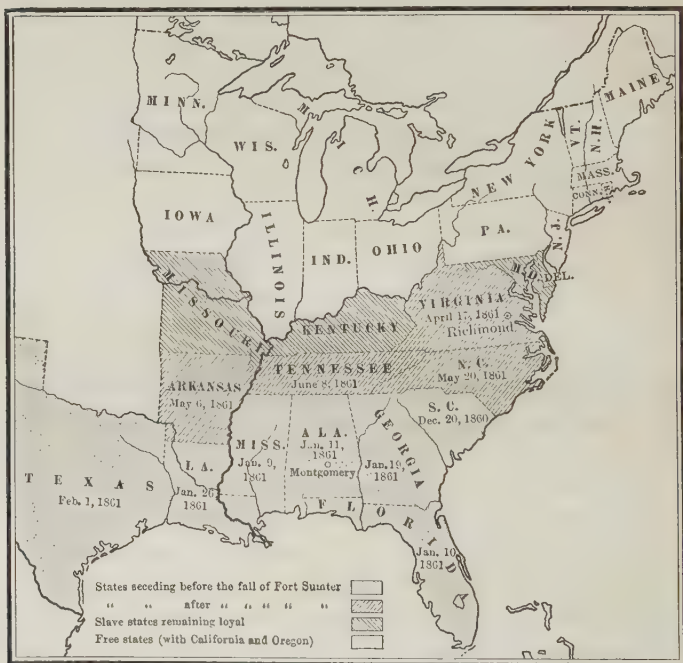 MINN.
WIS.
MICH.
IOWA
ILLINOIS
IND.
OHIO
PA.
NEW YORK
VT.
N.H.
MAINE
MASS.
CONN.
N.J.
MD.
DEL.
MISSOURI
KENTUCKY
VIRGINIA
April 17, 1861
Richmond
TENNESSEE
June 8, 1861
N.C.
May 20, 1861
ARKANSAS
May 6, 1861
S.C.
Dec. 20, 1860
MISS.
Jan. 9,
1861
ALA.
Jan. 11,
1861
Montgomery
GEORGIA
Jan. 19,
1861
TEXAS
Feb. 1, 1861
LA.
Jan. 26
1861
FLORIDA
Jan. 10
1861
States seceding before the fall of Fort Sumter
“ “ after “ “ “ “ “
Slave states remaining loyal
Free states (with California and Oregon)